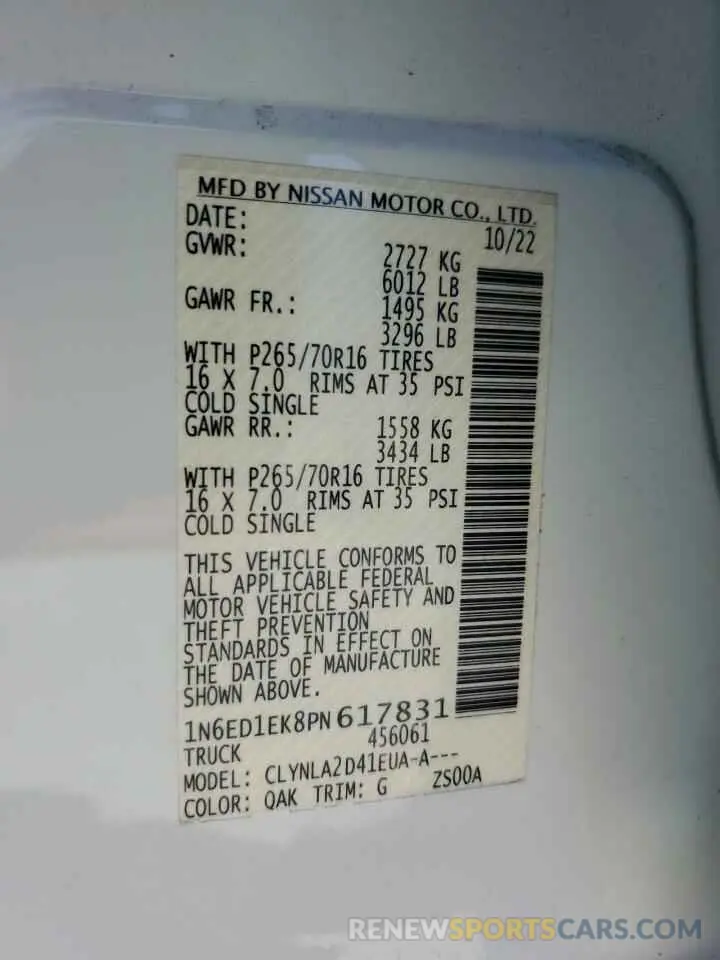 MFD BY NISSAN MOTOR CO., LTD.
DATE: 10/22
GVWR: 2727 KG
6012 LB
GAWR FR.: 1495 KG
3296 LB
WITH P265/70R16 TIRES
16 X 7.0 RIMS AT 35 PSI
COLD SINGLE
GAWR RR.: 1558 KG
3434 LB
WITH P265/70R16 TIRES
16 X 7.0 RIMS AT 35 PSI
COLD SINGLE
THIS VEHICLE CONFORMS TO
ALL APPLICABLE FEDERAL
MOTOR VEHICLE SAFETY AND
THEFT PREVENTION
STANDARDS IN EFFECT ON
THE DATE OF MANUFACTURE
SHOWN ABOVE.
1N6ED1EK8PN617831
TRUCK 456061
MODEL: CLYNLA2D41EUA-A---
COLOR: QAK TRIM: G ZS00A
RENEWSPORTSCARS.COM